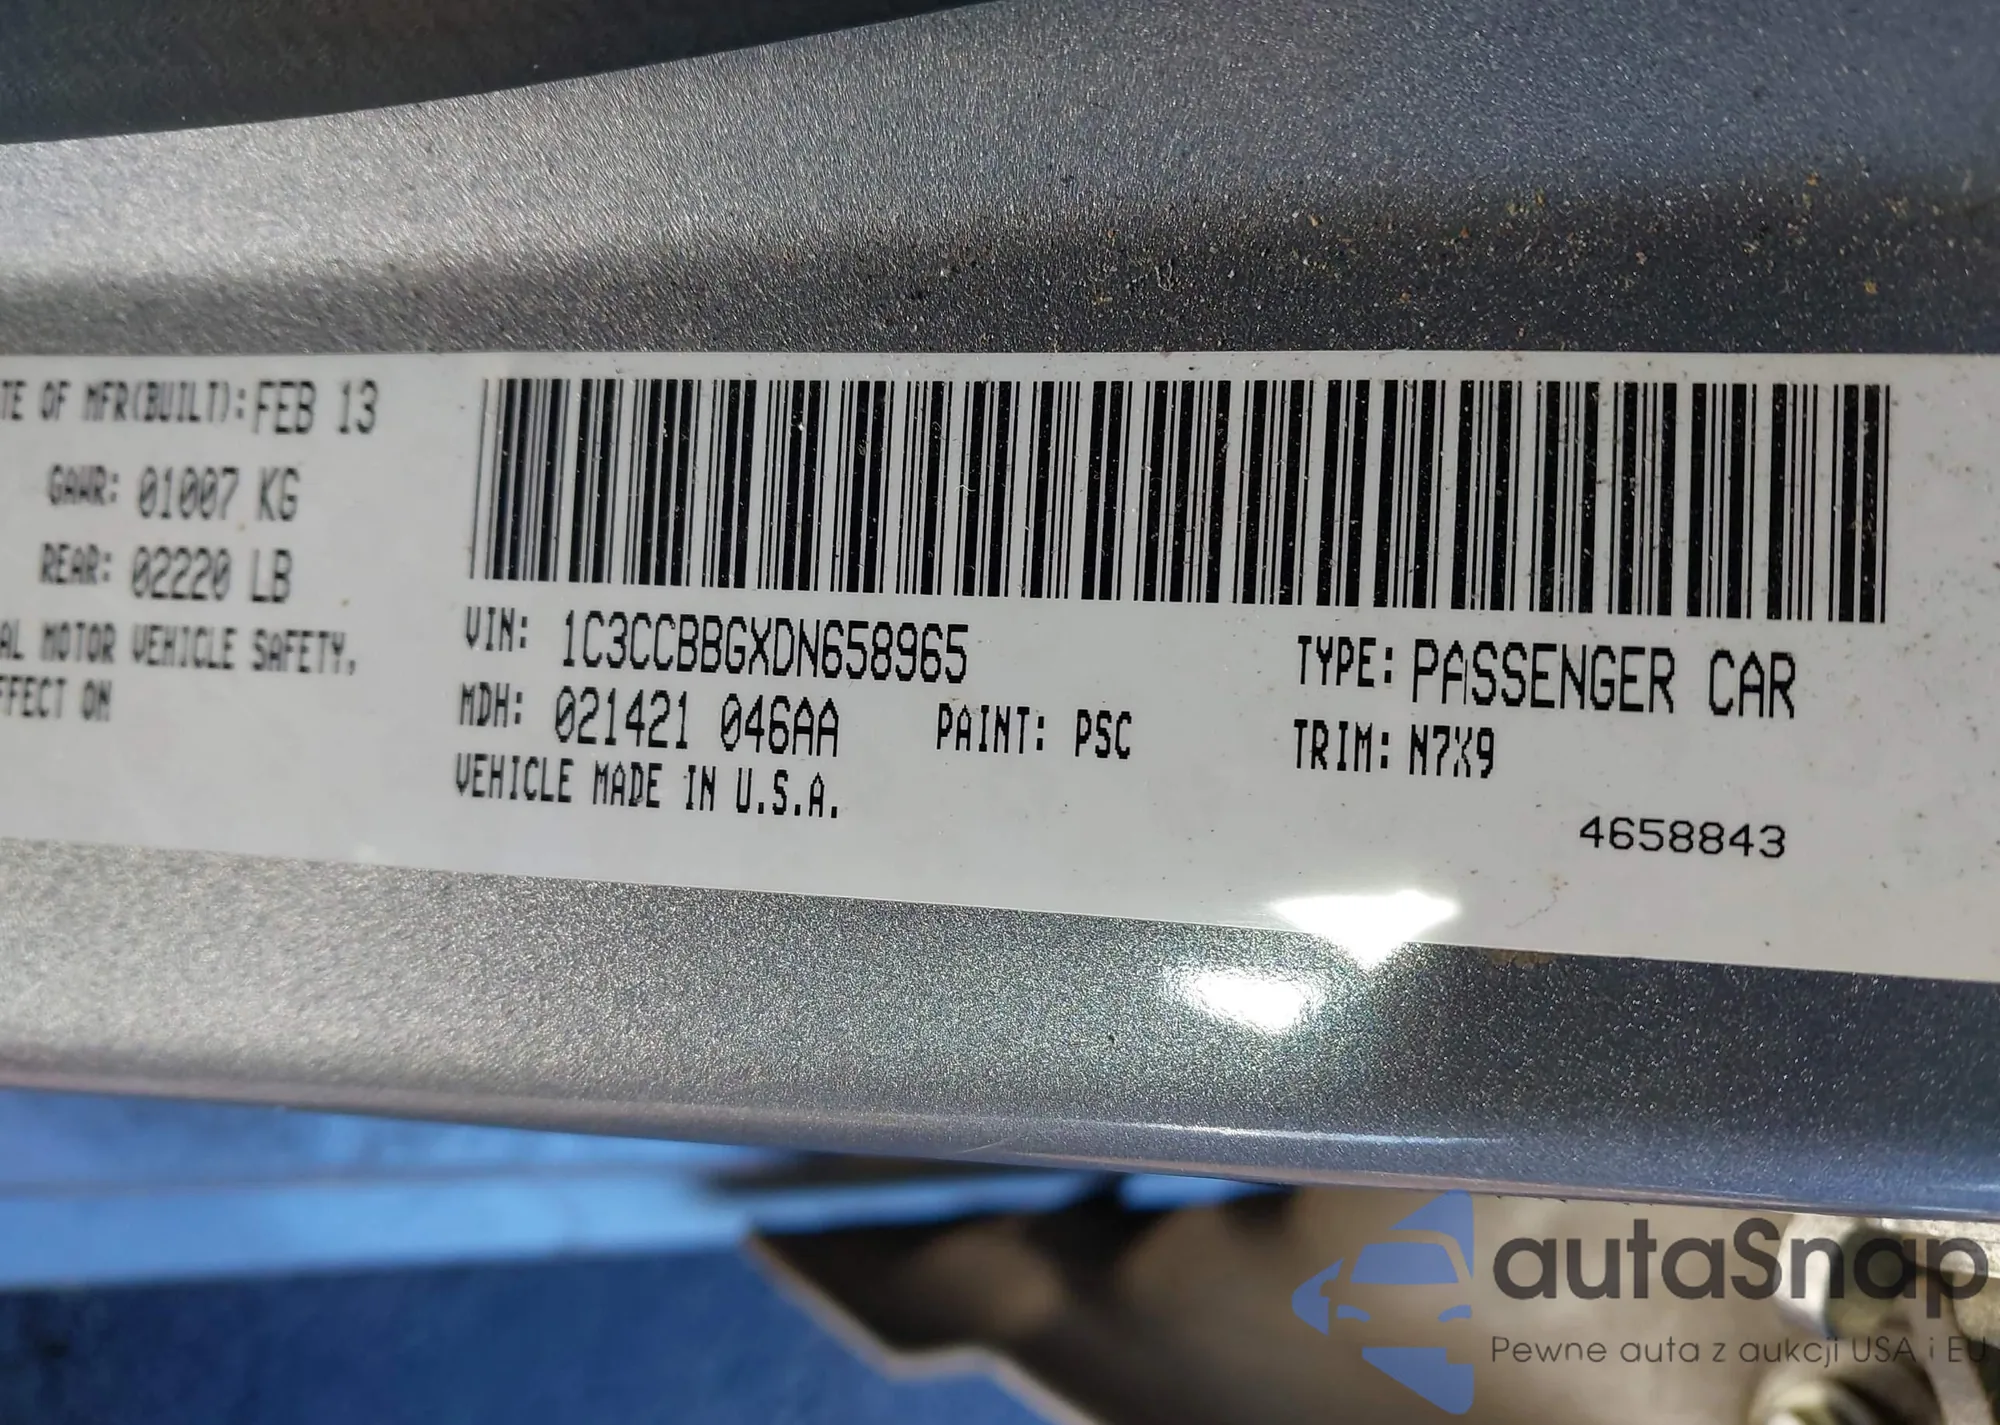 TE OF MFR(BUILT): FEB 13
GAWR: 01007 KG
REAR: 02220 LB
AL MOTOR VEHICLE SAFETY,
FFECT ON
VIN: 1C3CCBBGXDN658965
TYPE: PASSENGER CAR
MDH: 021421 046AA
PAINT: PSC
TRIM: N7X9
VEHICLE MADE IN U.S.A.
4658843
autaSnap
Pewne auta z aukcji USA i EU